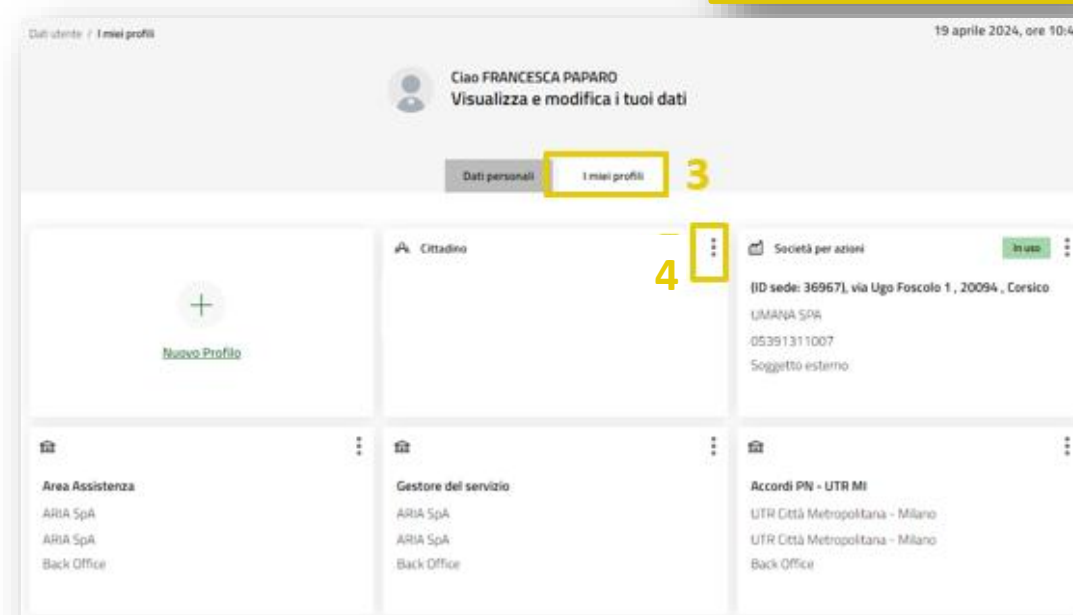 Dati utente / I miei profili
19 aprile 2024, ore 10:4
Ciao FRANCESCA PAPARO
Visualizza e modifica i tuoi dati
Dati personali
I miei profili
3
Nuovo Profilo
Cittadino
4
Società per azioni
In uso
(ID sede: 36967), via Ugo Foscolo 1 , 20094 , Corsico
UMANA SPA
05391311007
Soggetto esterno
Area Assistenza
ARIA SpA
ARIA SpA
Back Office
Gestore del servizio
ARIA SpA
ARIA SpA
Back Office
Accordi PN - UTR MI
UTR Città Metropolitana - Milano
UTR Città Metropolitana - Milano
Back Office